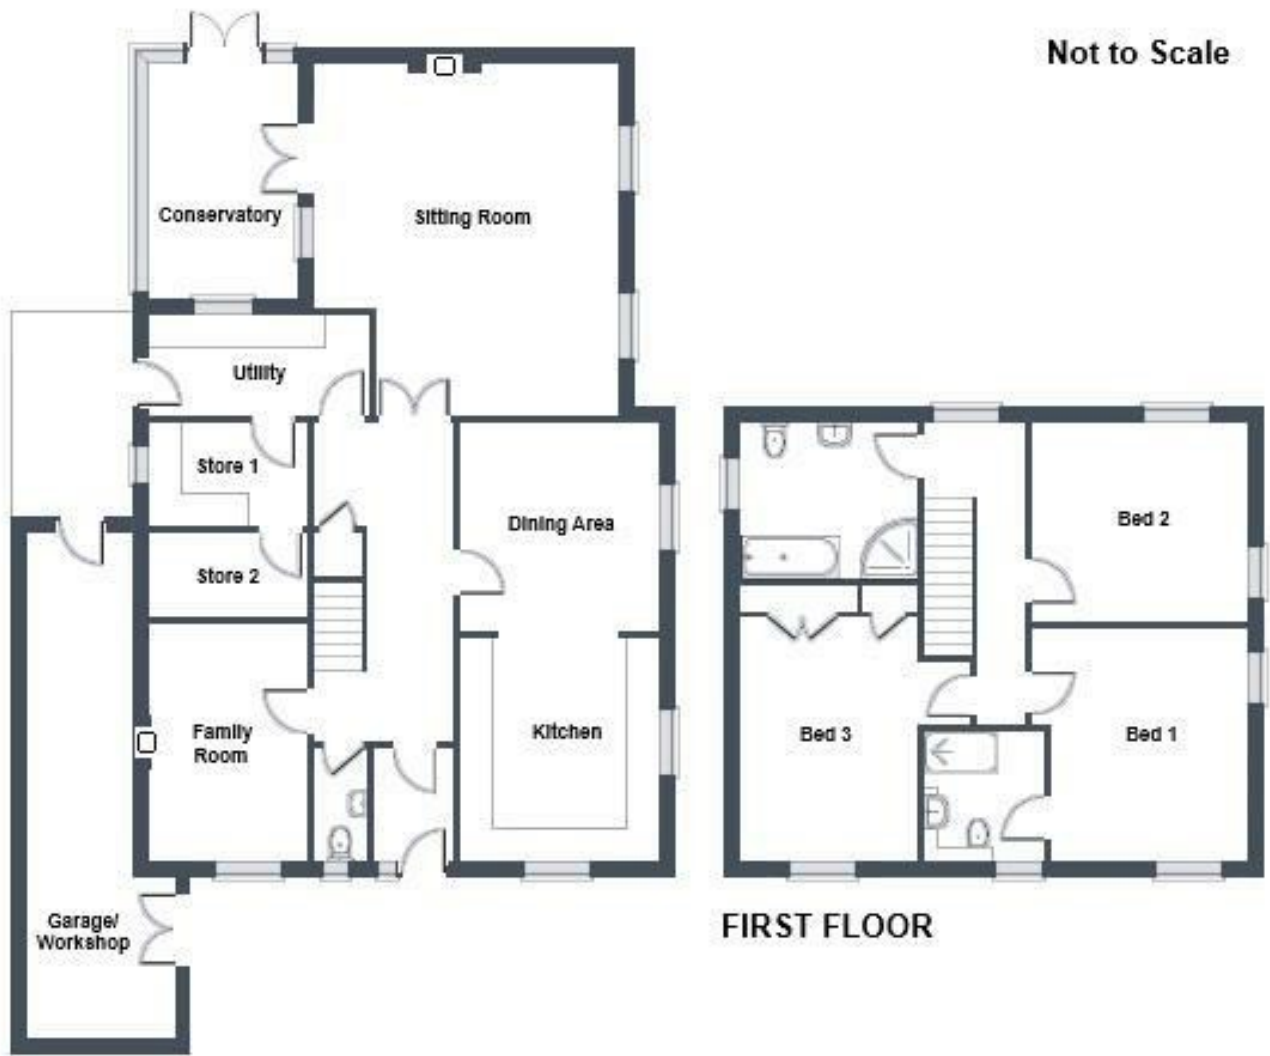 Not to Scale
Conservatory
Sitting Room
Utility
Store 1
Dining Area
Store 2
Family
Room
Kitchen
Garage/
Workshop
Bed 2
Bed 3
Bed 1
FIRST FLOOR